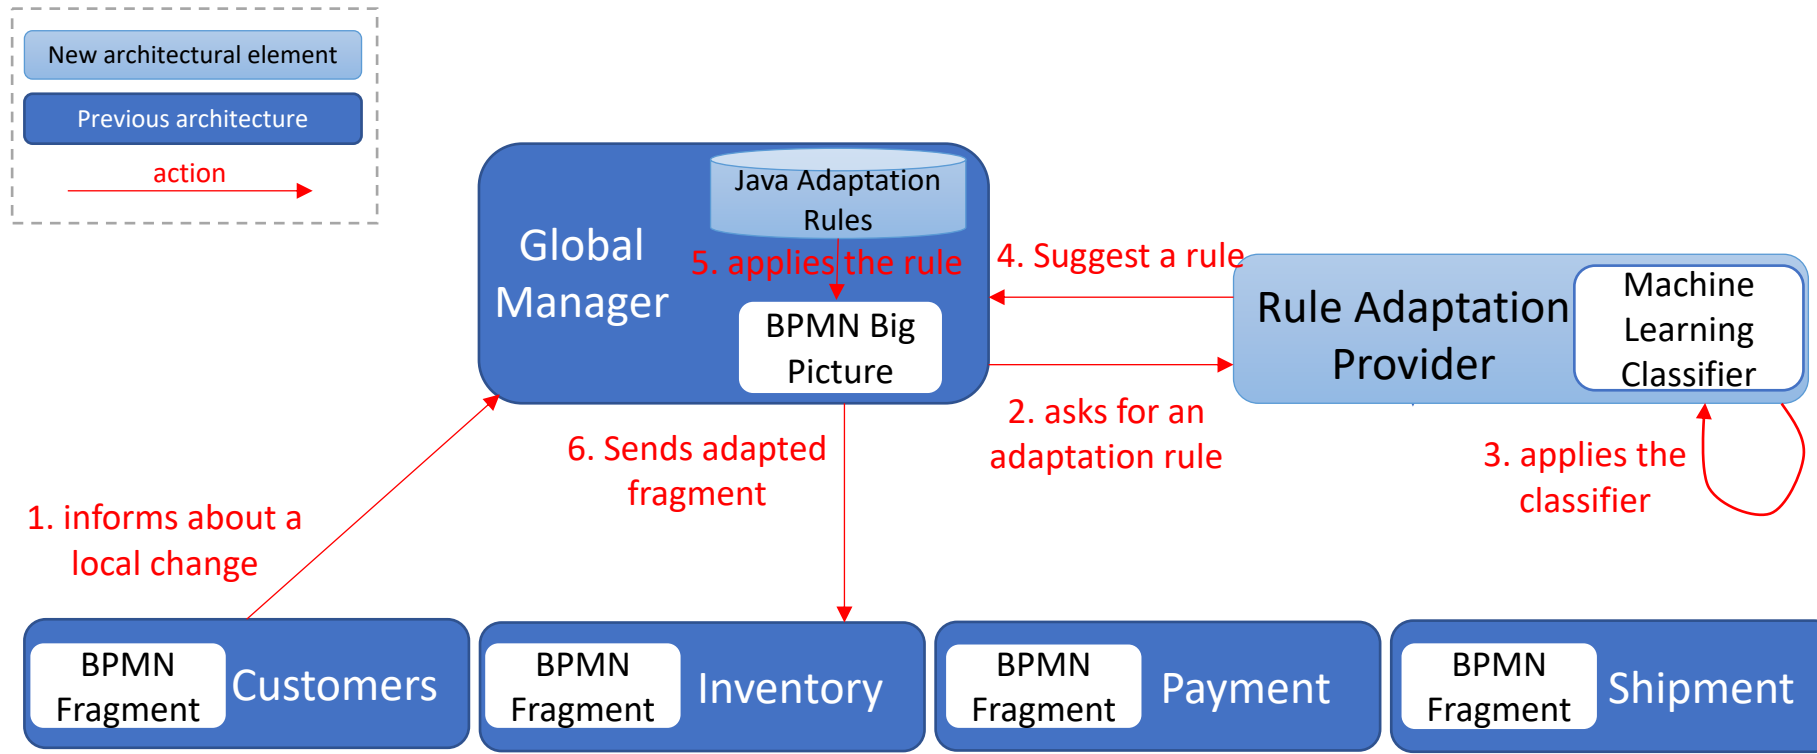 New architectural element
Previous architecture
action
Java Adaptation
Rules
Global
Manager
5. applies the rule
BPMN Big
Picture
4. Suggest a rule
Rule Adaptation
Provider
Machine
Learning
Classifier
2. asks for an
adaptation rule
3. applies the
classifier
6. Sends adapted
fragment
1. informs about a
local change
BPMN
Fragment
Customers
BPMN
Fragment
Inventory
BPMN
Fragment
Payment
BPMN
Fragment
Shipment